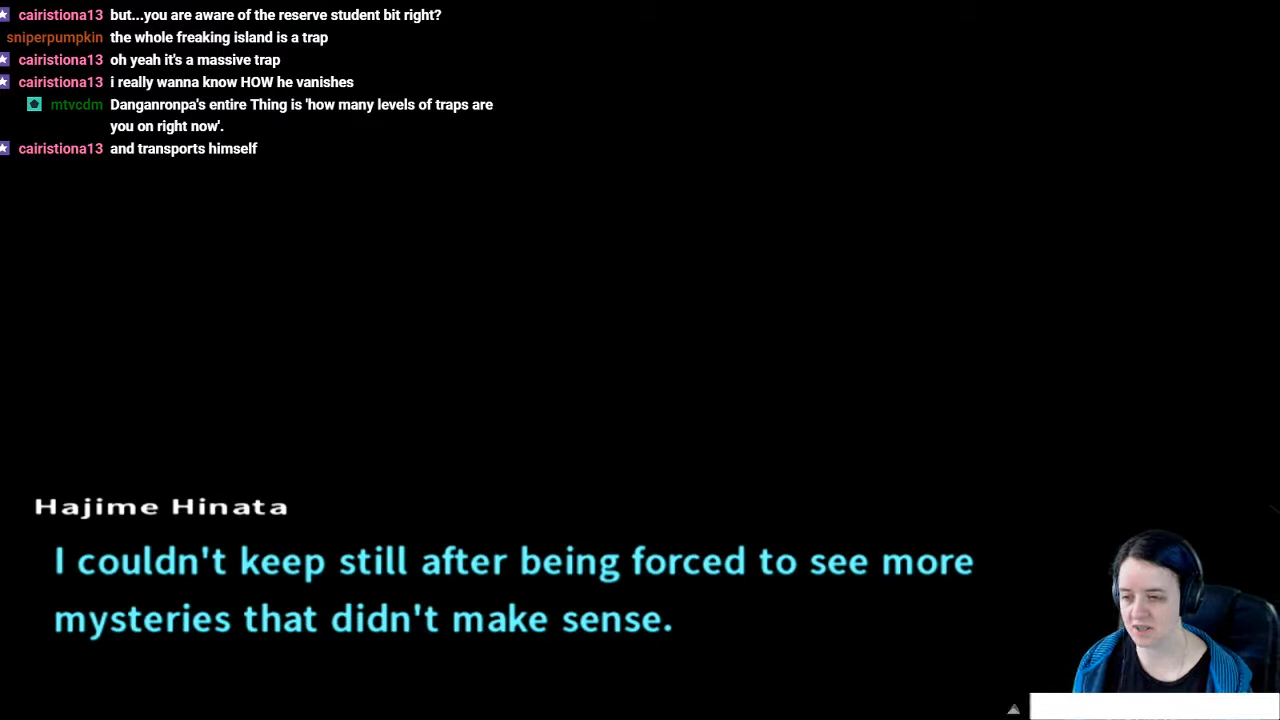 cairistiona13 but...you are aware of the reserve student bit right?
sniperpumpkin the whole freaking island is a trap
cairistiona13 oh yeah it's a massive trap
cairistiona13 i really wanna know HOW he vanishes
mtvcdm Danganronpa's entire Thing is 'how many levels of traps are
you on right now'.
cairistiona13 and transports himself
Hajime Hinata
I couldn't keep still after being forced to see more
mysteries that didn't make sense.